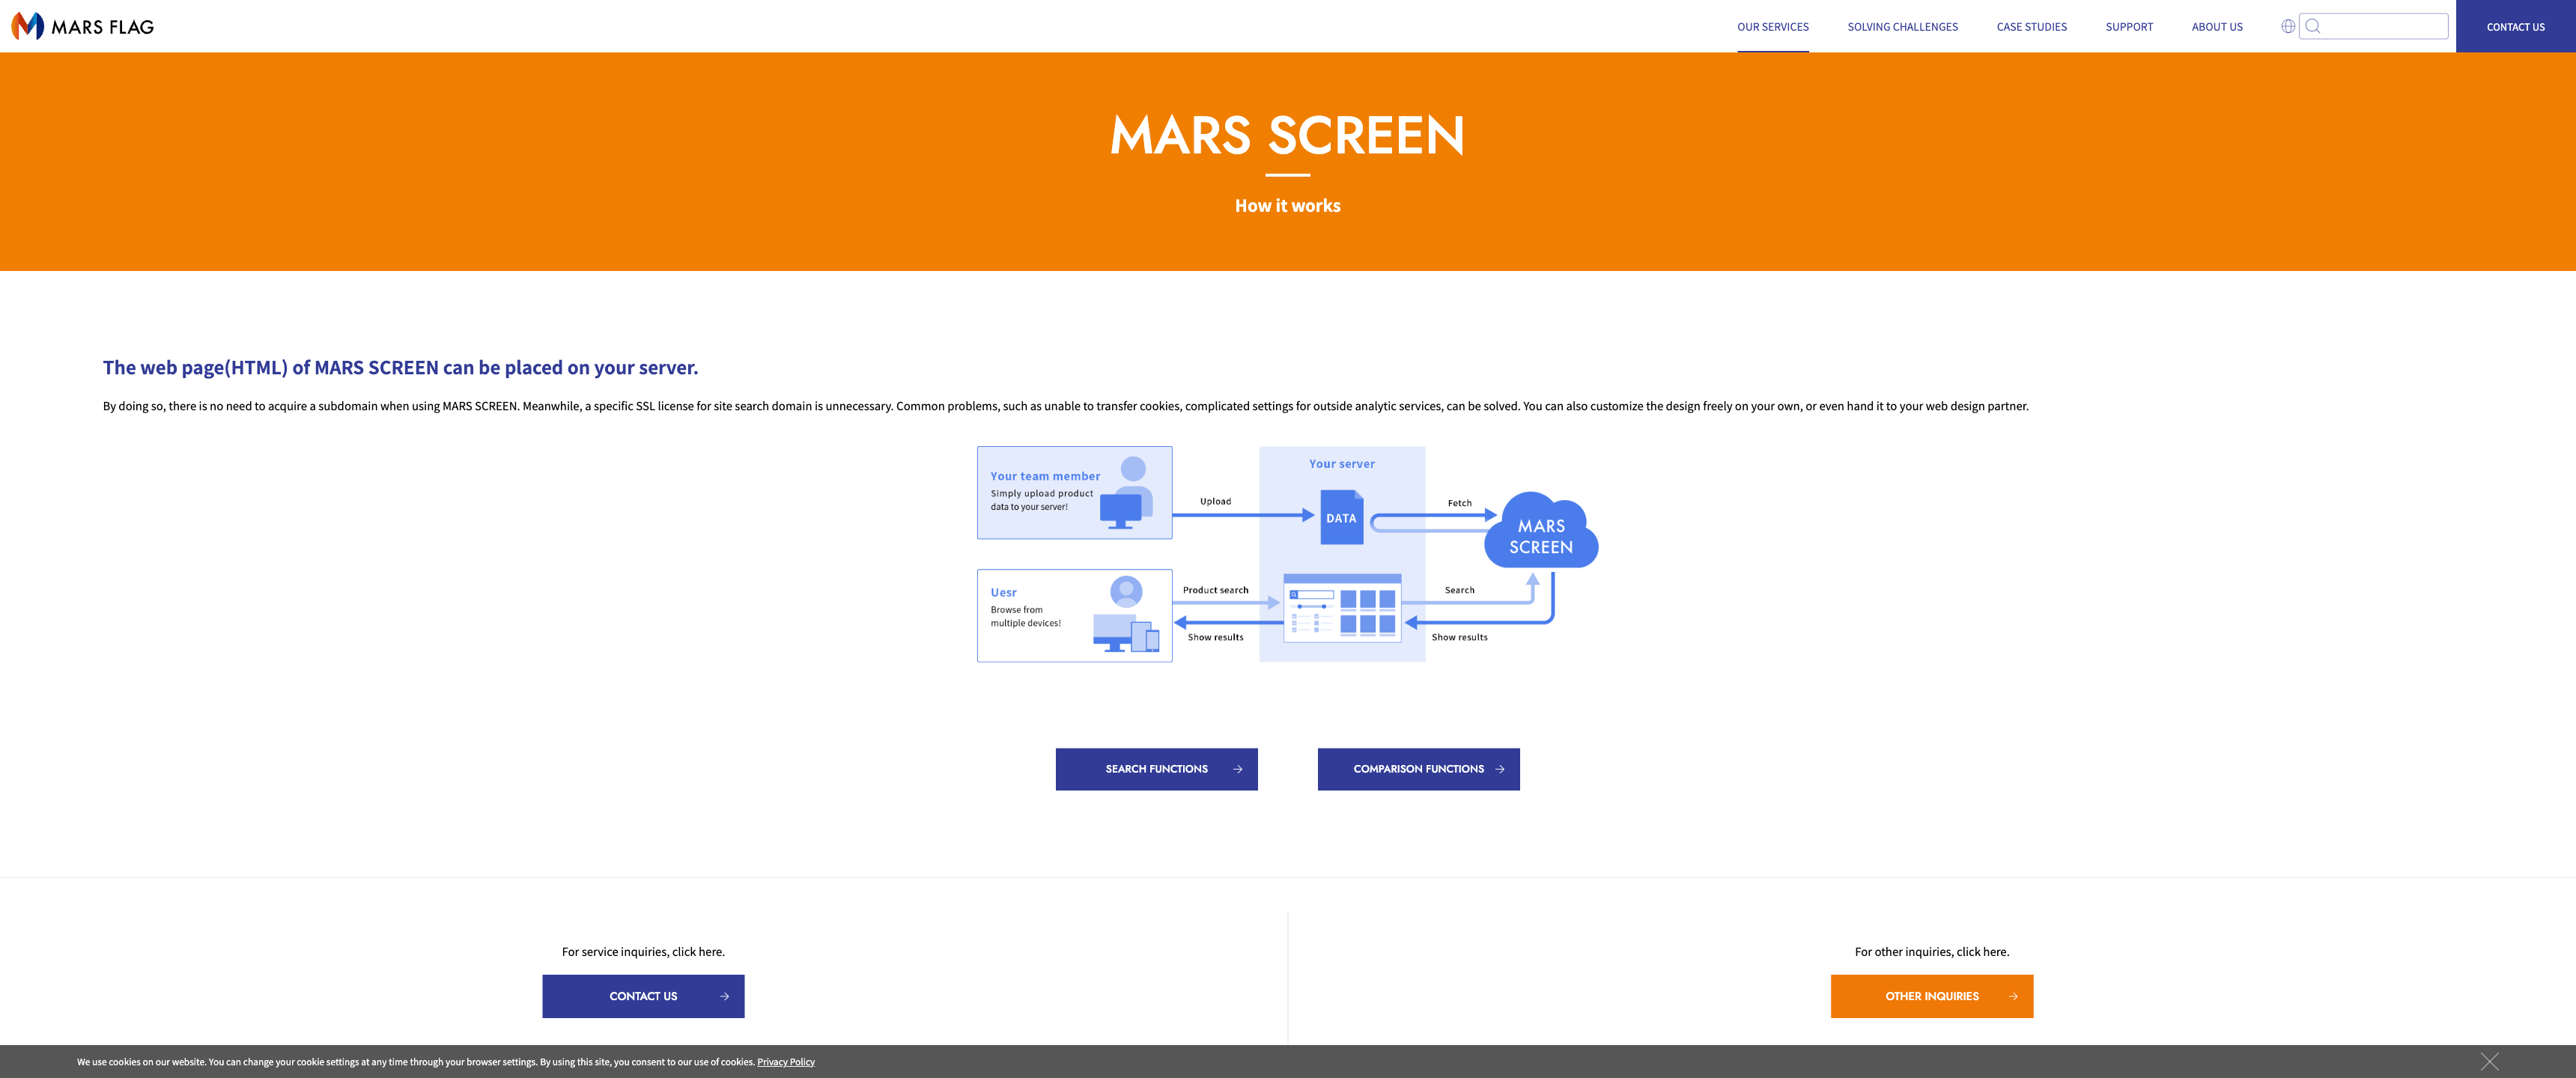 MARS FLAG
OUR SERVICES
SOLVING CHALLENGES
CASE STUDIES
SUPPORT
ABOUT US
CONTACT US
MARS SCREEN
How it works
The web page(HTML) of MARS SCREEN can be placed on your server.
By doing so, there is no need to acquire a subdomain when using MARS SCREEN. Meanwhile, a specific SSL license for site search domain is unnecessary. Common problems, such as unable to transfer cookies, complicated settings for outside analytic services, can be solved. You can also customize the design freely on your own, or even hand it to your web design partner.
Your team member
Simply upload product
data to your server!
Upload
Your server
DATA
Fetch
MARS
SCREEN
Uesr
Browse from
multiple devices!
Product search
Show results
Search
Show results
SEARCH FUNCTIONS
COMPARISON FUNCTIONS
For service inquiries, click here.
CONTACT US
For other inquiries, click here.
OTHER INQUIRIES
We use cookies on our website. You can change your cookie settings at any time through your browser settings. By using this site, you consent to our use of cookies. Privacy Policy